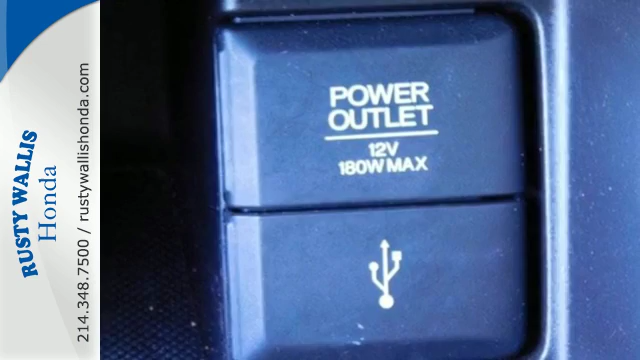 RUSTY WALLIS
Honda
214.348.7500 / rustywallishonda.com
POWER
OUTLET
12V
180W MAX